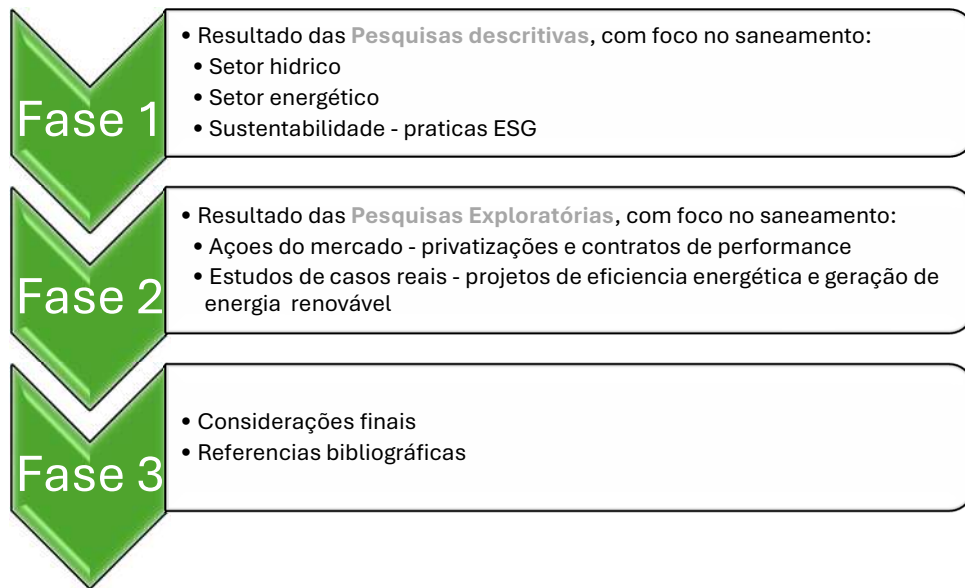 Fase 1
• Resultado das Pesquisas descritivas, com foco no saneamento:
• Setor hidrico
• Setor energético
• Sustentabilidade - praticas ESG
Fase 2
• Resultado das Pesquisas Exploratórias, com foco no saneamento:
• Açoes do mercado - privatizações e contratos de performance
• Estudos de casos reais - projetos de eficiencia energética e geração de
energia renovável
Fase 3
• Considerações finais
• Referencias bibliográficas